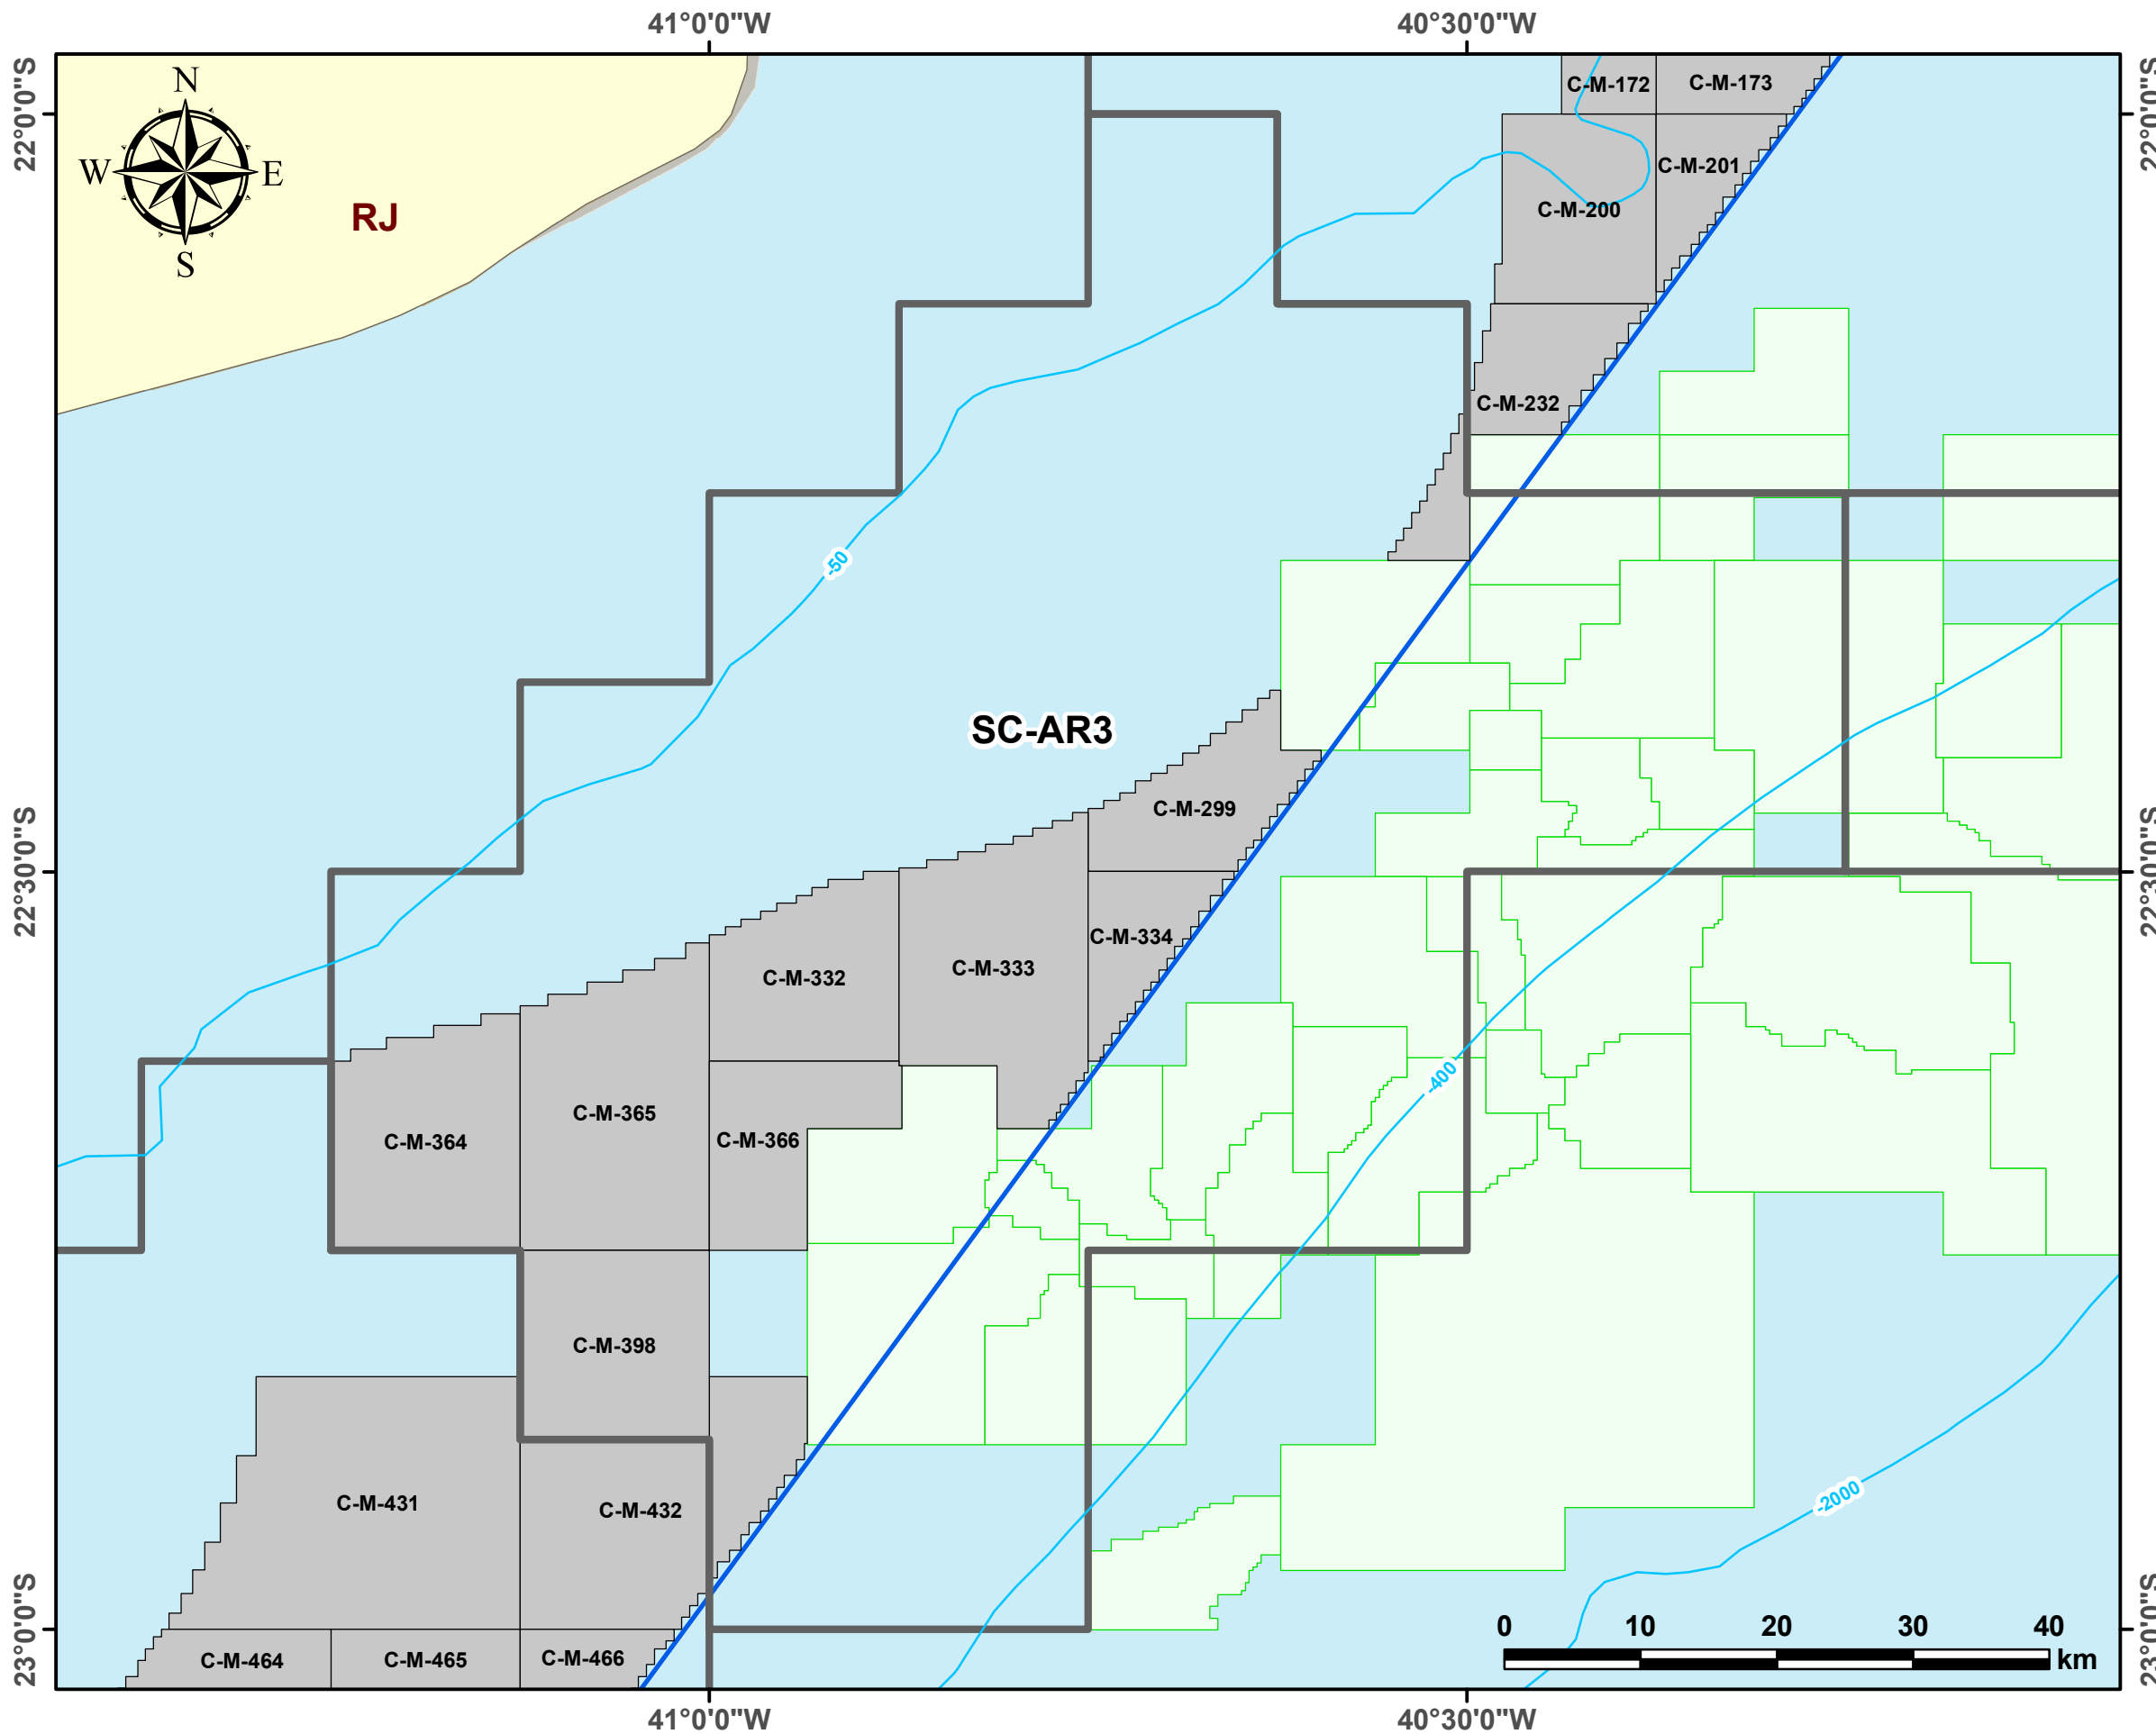 41°0'0"W
40°30'0"W
22°0'0"S
22°0'0"S
N
W
E
S
RJ
C-M-172
C-M-173
C-M-201
C-M-200
C-M-232
-50
SC-AR3
C-M-299
22°30'0"S
22°30'0"S
C-M-334
C-M-333
C-M-332
-400
C-M-365
C-M-366
C-M-364
C-M-398
-2000
C-M-431
C-M-432
23°0'0"S
23°0'0"S
0 10 20 30 40
km
C-M-464
C-M-465
C-M-466
41°0'0"W
40°30'0"W